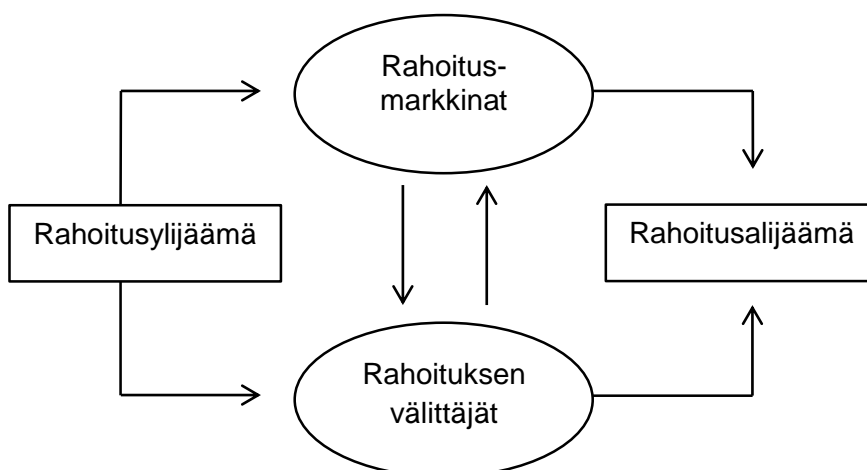 Rahoitus-
markkinat
Rahoitusylijäämä
Rahoitusalijäämä
Rahoituksen
välittäjät